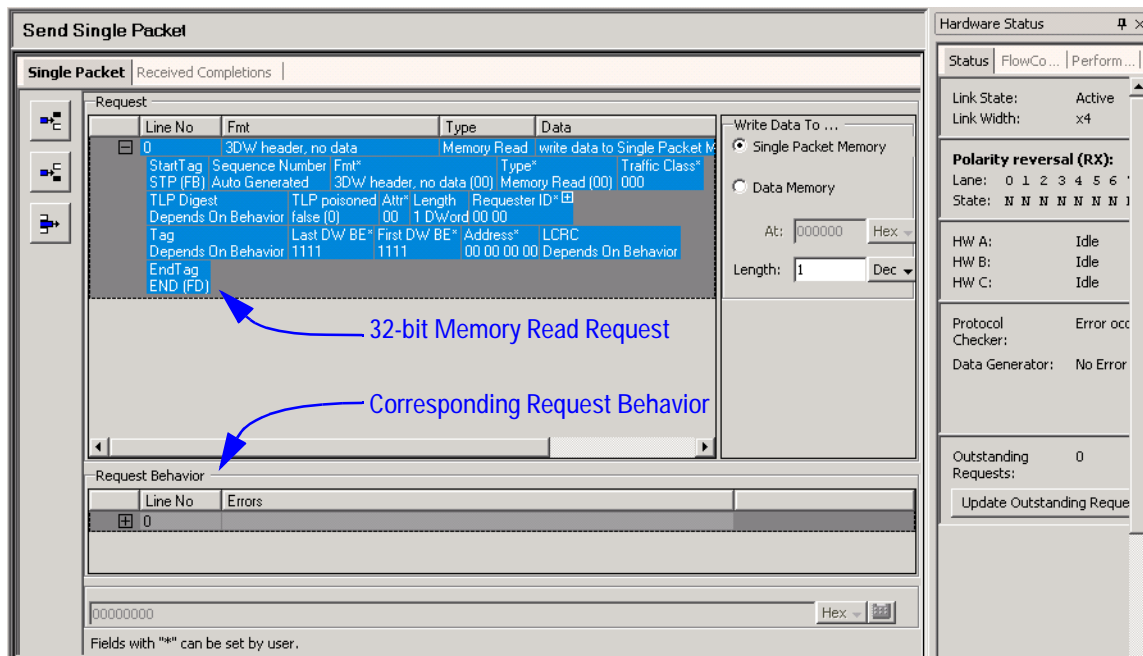 Send Single Packet
Single Packet Received Completions
Request
Line No Fmt Type Data
0 3DW header, no data Memory Read write data to Single Packet M
StartTag Sequence Number Fmt* Type* Traffic Class*
STP (FB) Auto Generated 3DW header, no data (00) Memory Read (00) 000
TLP Digest TLP poisoned Attr* Length Requester ID*
Depends On Behavior false (0) 00 1 DWord 00 00
Tag Last DW BE* First DW BE* Address* LCRC
Depends On Behavior 1111 1111 00 00 00 00 Depends On Behavior
EndTag
END (FD)
32-bit Memory Read Request
Corresponding Request Behavior
Write Data To ...
Single Packet Memory
Data Memory
At: 000000 Hex
Length: 1 Dec
Request Behavior
Line No Errors
0
00000000 Hex
Fields with "*" can be set by user.
Hardware Status
Status FlowCo... Perform...
Link State: Active
Link Width: x4
Polarity reversal (RX):
Lane: 0 1 2 3 4 5 6
State: N N N N N N N
HW A: Idle
HW B: Idle
HW C: Idle
Protocol Checker: Error occ
Data Generator: No Error
Outstanding Requests: 0
Update Outstanding Reque